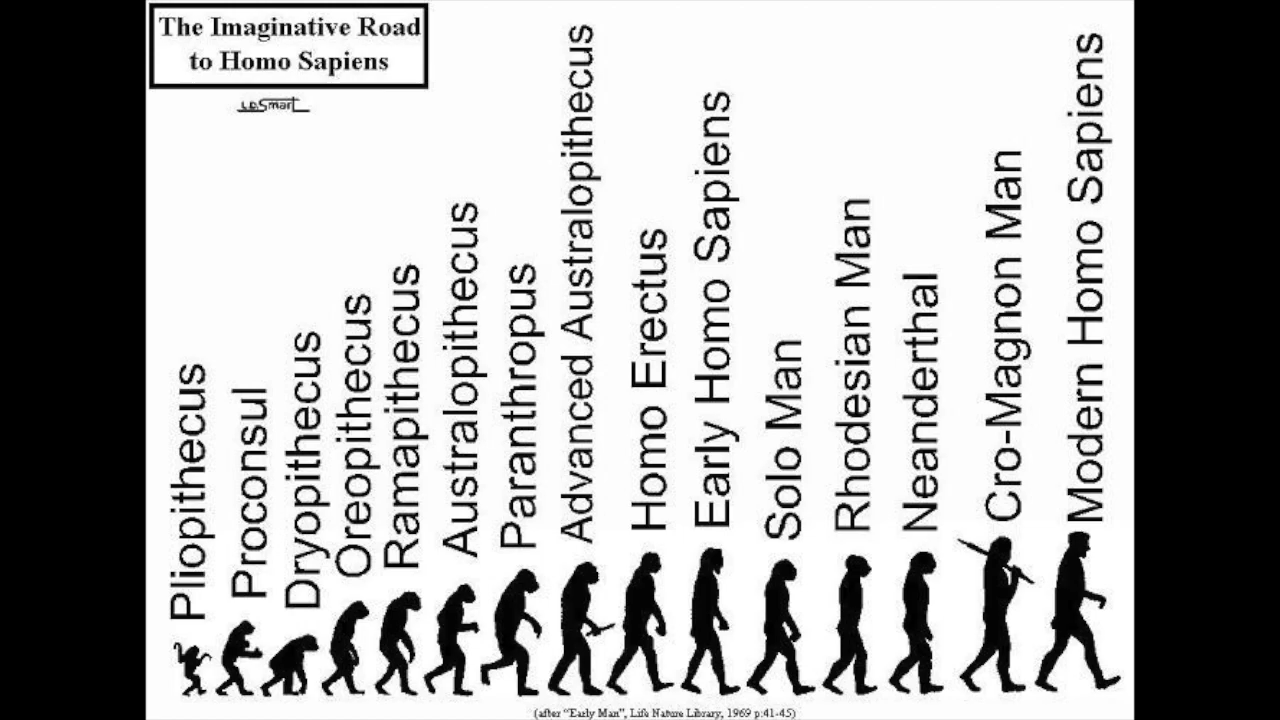 The Imaginative Road
to Homo Sapiens
L.D.Smart
Pliopithecus
Proconsul
Dryopithecus
Oreopithecus
Ramapithecus
Australopithecus
Paranthropus
Advanced Australopithecus
Homo Erectus
Early Homo Sapiens
Solo Man
Rhodesian Man
Neanderthal
Cro-Magnon Man
Modern Homo Sapiens
(after "Early Man", Life Nature Library, 1969 p:41-45)